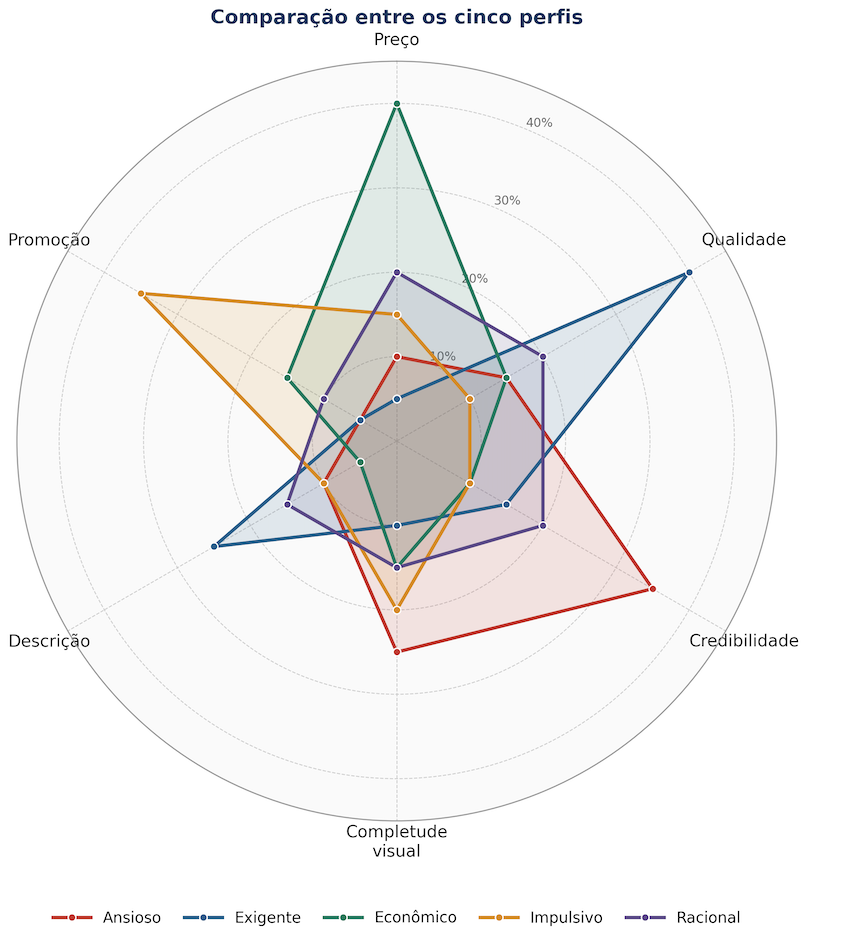 Comparação entre os cinco perfis
Preço
40%
30%
Promoção
Qualidade
20%
10%
Descrição
Credibilidade
Completude
visual
Ansioso
Exigente
Econômico
Impulsivo
Racional